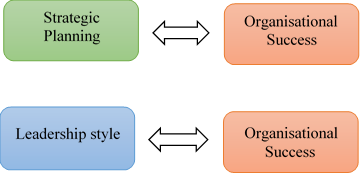 Strategic
Planning
Organisational
Success
Leadership style
Organisational
Success